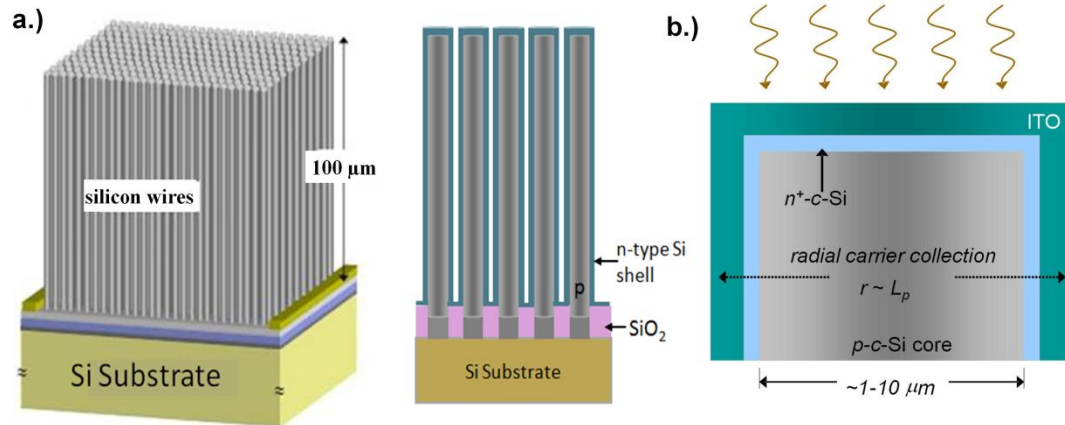 a.)
100 µm
silicon wires
Si Substrate
≈
≈
n-type Si
shell
p
SiO2
Si Substrate
b.)
ITO
n+-c-Si
radial carrier collection
r ~ Lp
p-c-Si core
~1-10 µm